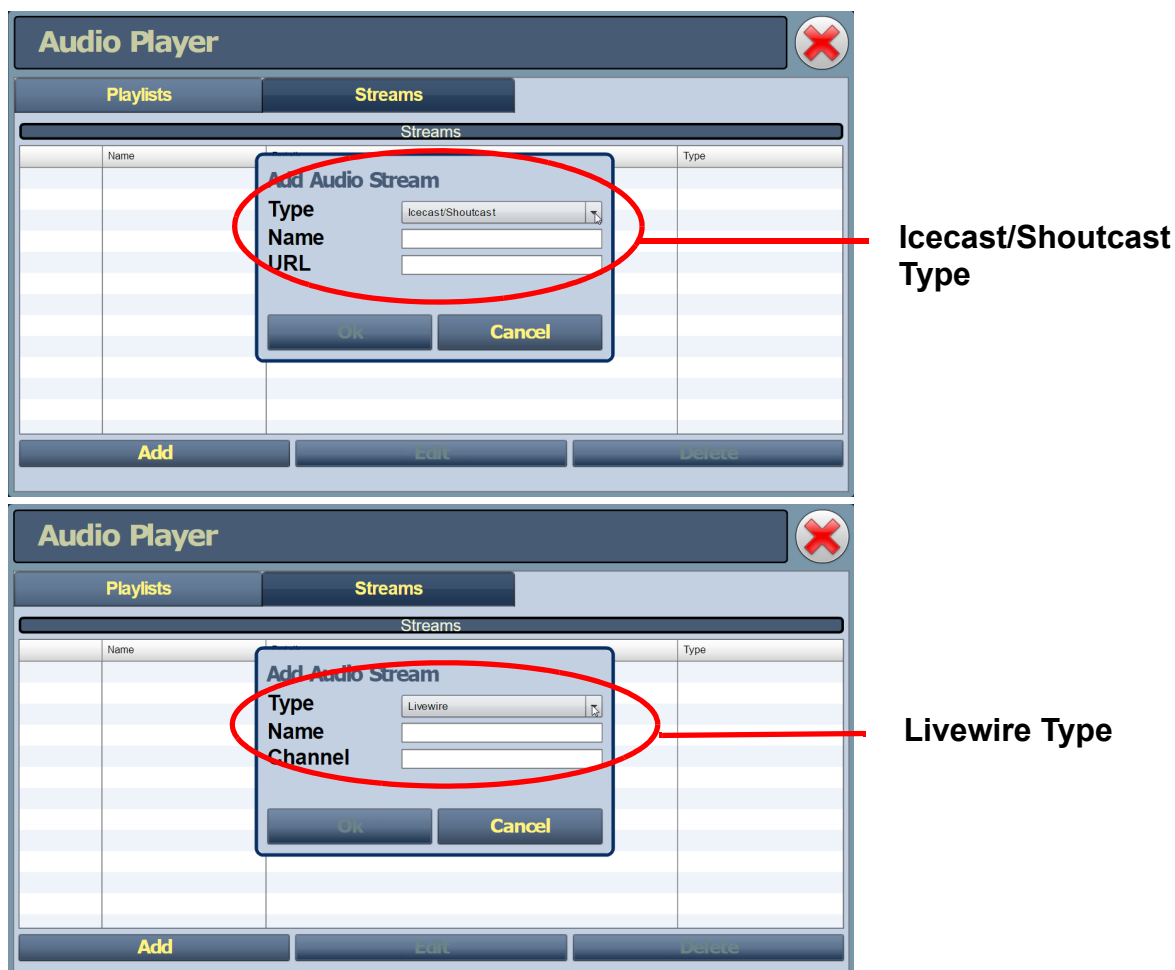 Audio Player
Playlists Streams
Streams
Name Type
Add Audio Stream
Type Icecast/Shoutcast
Name
URL
Ok Cancel
Add Edit Delete
Icecast/Shoutcast
Type
Audio Player
Playlists Streams
Streams
Name Type
Add Audio Stream
Type Livewire
Name
Channel
Ok Cancel
Add Edit Delete
Livewire Type